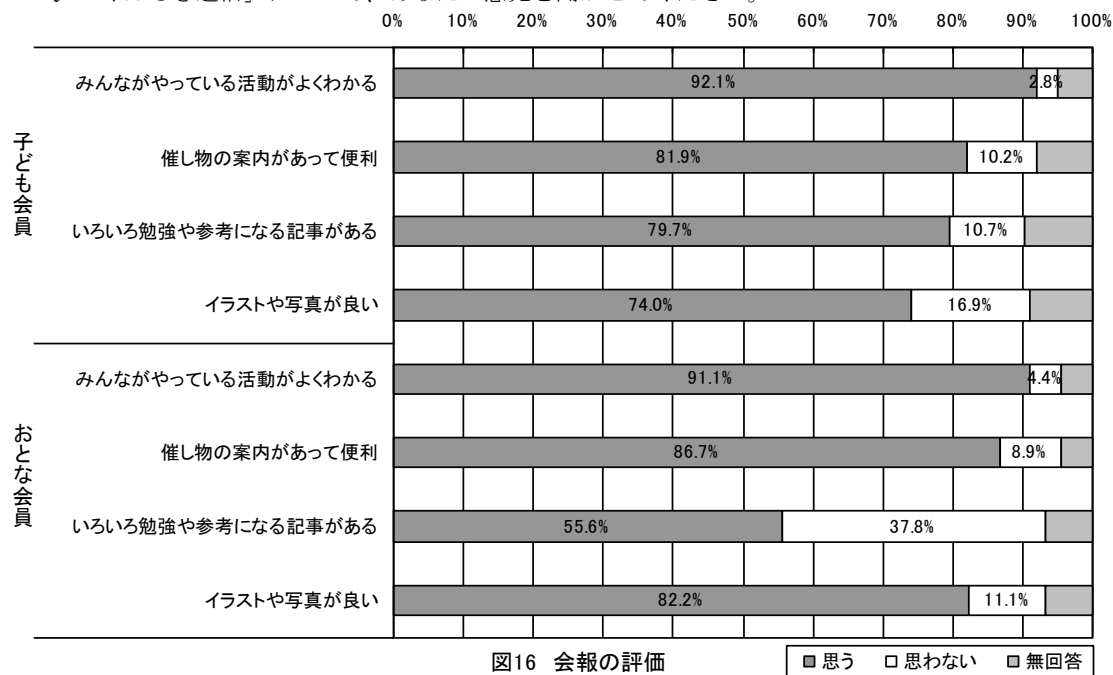 0% 10% 20% 30% 40% 50% 60% 70% 80% 90% 100%
子ども会員
みんながやっている活動がよくわかる 92.1% 2.8%
催し物の案内があって便利 81.9% 10.2%
いろいろ勉強や参考になる記事がある 79.7% 10.7%
イラストや写真が良い 74.0% 16.9%
おとな会員
みんながやっている活動がよくわかる 91.1% 4.4%
催し物の案内があって便利 86.7% 8.9%
いろいろ勉強や参考になる記事がある 55.6% 37.8%
イラストや写真が良い 82.2% 11.1%
図16 会報の評価
思う 思わない 無回答